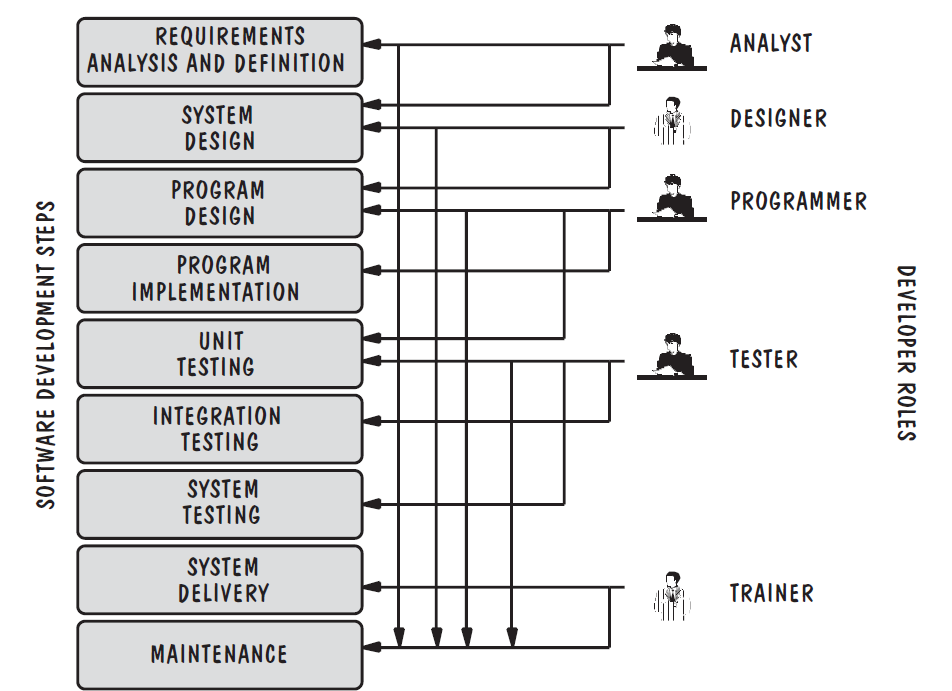 SOFTWARE DEVELOPMENT STEPS
REQUIREMENTS
ANALYSIS AND DEFINITION
SYSTEM
DESIGN
PROGRAM
DESIGN
PROGRAM
IMPLEMENTATION
UNIT
TESTING
INTEGRATION
TESTING
SYSTEM
TESTING
SYSTEM
DELIVERY
MAINTENANCE
ANALYST
DESIGNER
PROGRAMMER
TESTER
TRAINER
DEVELOPER ROLES